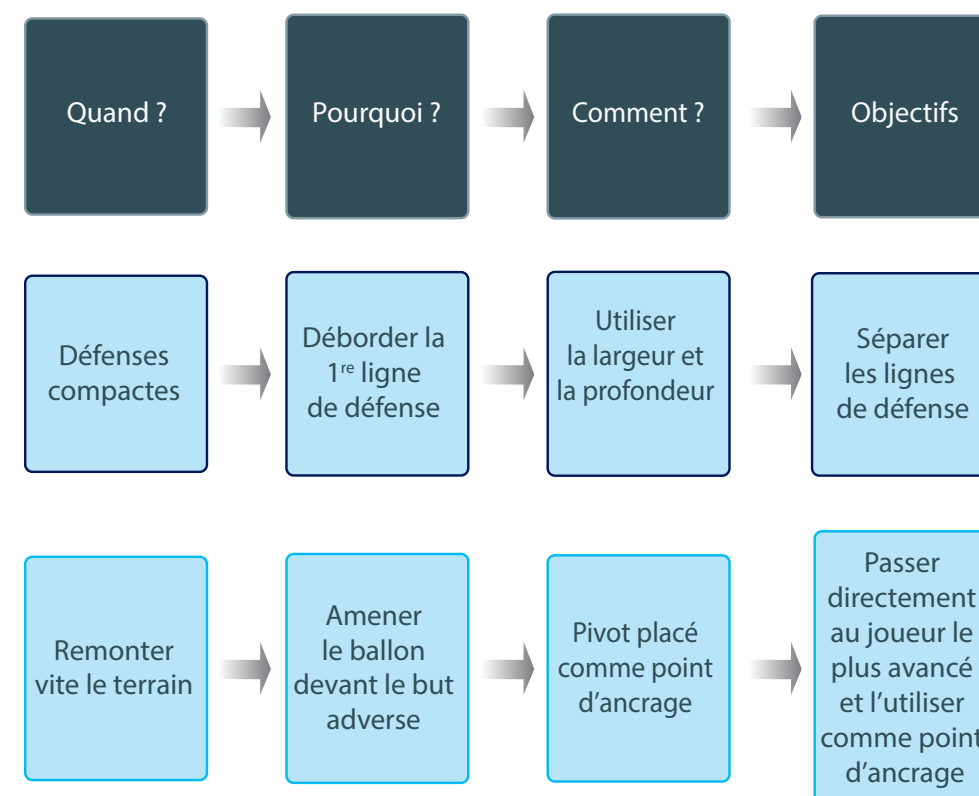 Quand ?
Pourquoi ?
Comment ?
Objectifs
Défenses
compactes
Déborder la
1re ligne
de défense
Utiliser
la largeur et
la profondeur
Séparer
les lignes
de défense
Remonter
vite le terrain
Amener
le ballon
devant le but
adverse
Pivot placé
comme point
d’ancrage
Passer
directement
au joueur le
plus avancé
et l’utiliser
comme point
d’ancrage